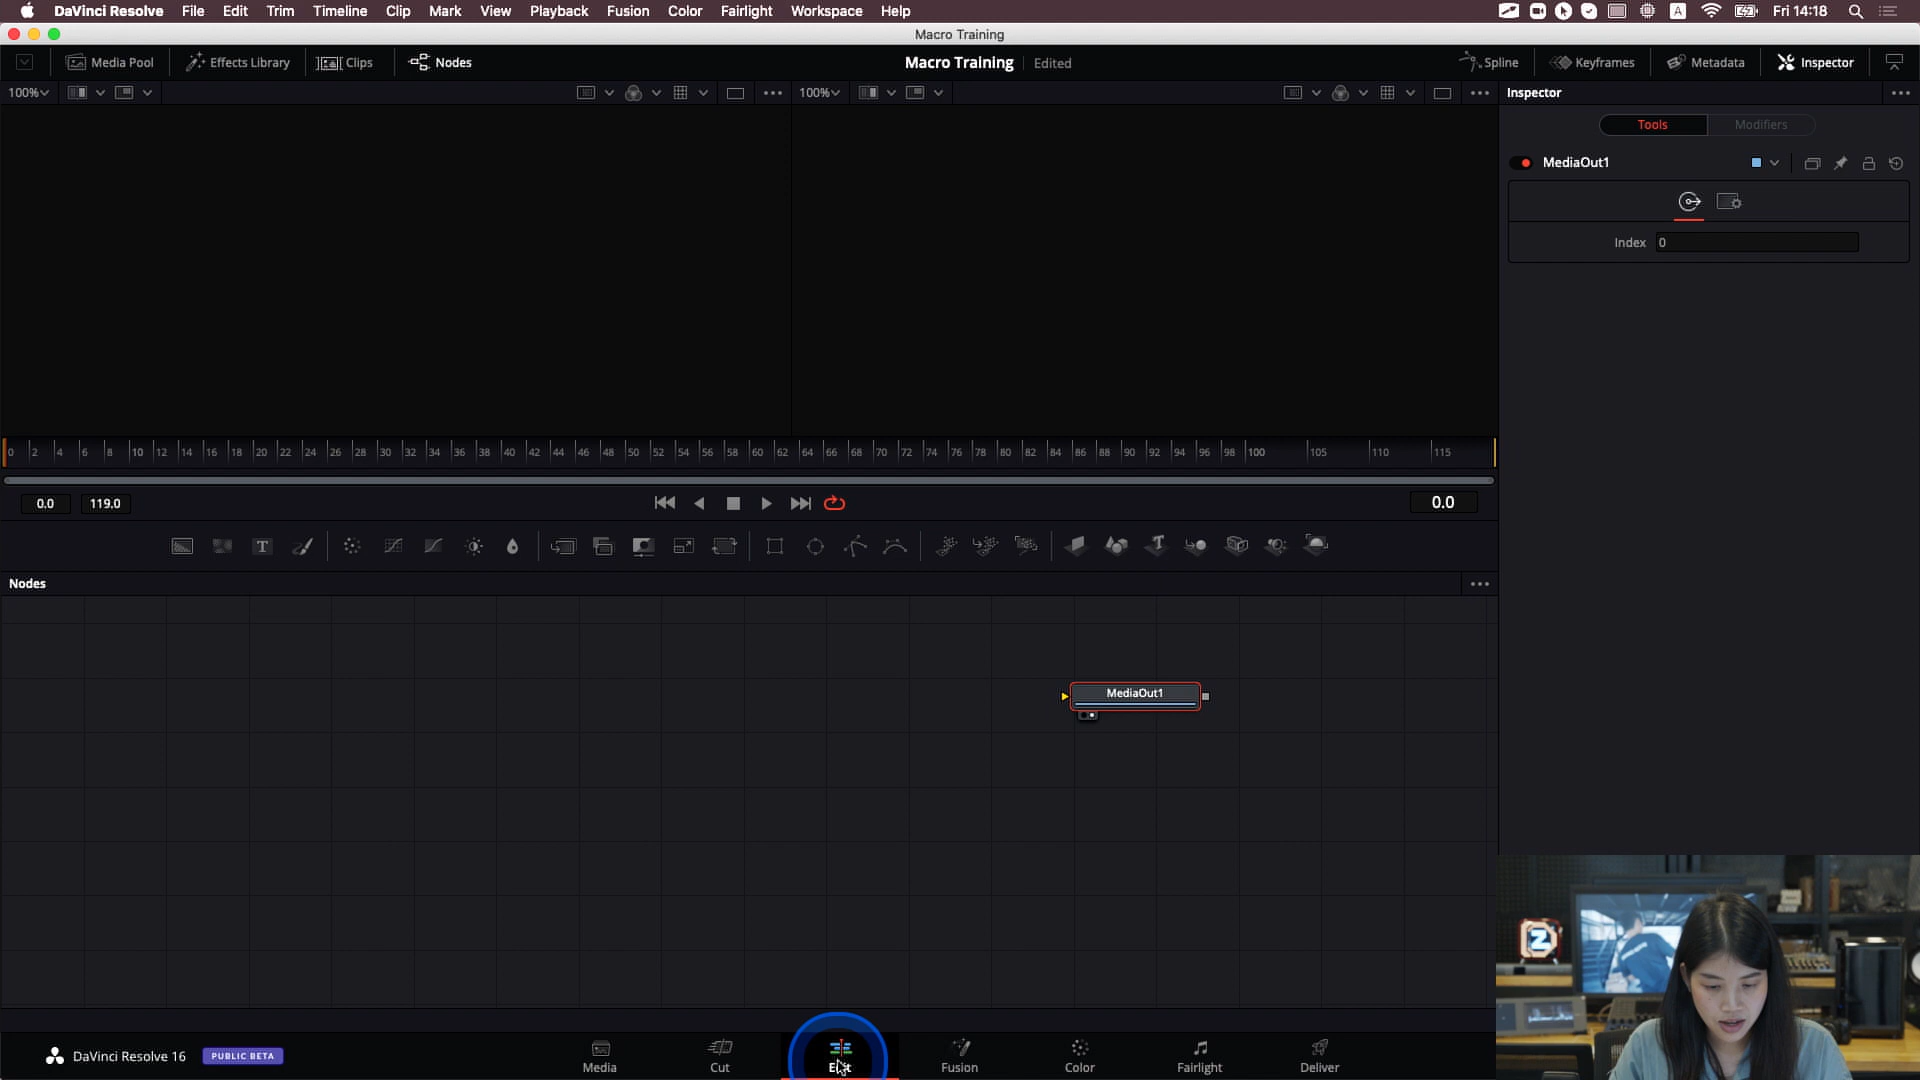 DaVinci Resolve File Edit Trim Timeline Clip Mark View Playback Fusion Color Fairlight Workspace Help A Fri 14:18
Macro Training
Media Pool Effects Library Clips Nodes Macro Training Edited Spline Keyframes Metadata Inspector
100% 100% Inspector
Tools Modifiers
MediaOut1
Index 0
0 2 4 6 8 10 12 14 16 18 20 22 24 26 28 30 32 34 36 38 40 42 44 46 48 50 52 54 56 58 60 62 64 66 68 70 72 74 76 78 80 82 84 86 88 90 92 94 96 98 100 105 110 115
0.0 119.0 0.0
T T
Nodes
MediaOut1
Z
DaVinci Resolve 16 PUBLIC BETA
Media Cut Edit Fusion Color Fairlight Deliver